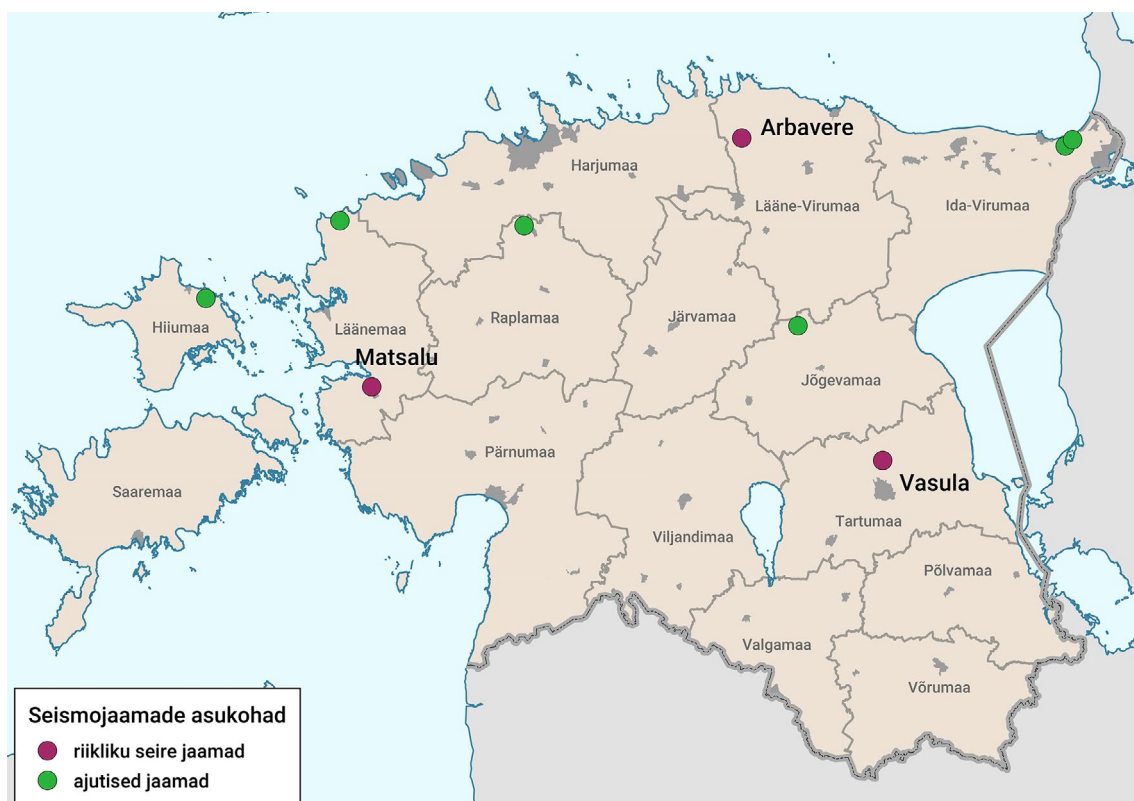 Arbavere
Harjumaa
Lääne-Virumaa
Ida-Virumaa
Hiiumaa
Läänemaa
Raplamaa
Järvamaa
Matsalu
Jõgevamaa
Pärnumaa
Saaremaa
Vasula
Tartumaa
Viljandimaa
Põlvamaa
Valgamaa
Võrumaa
Seismojaamade asukohad
riikliku seire jaamad
ajutised jaamad